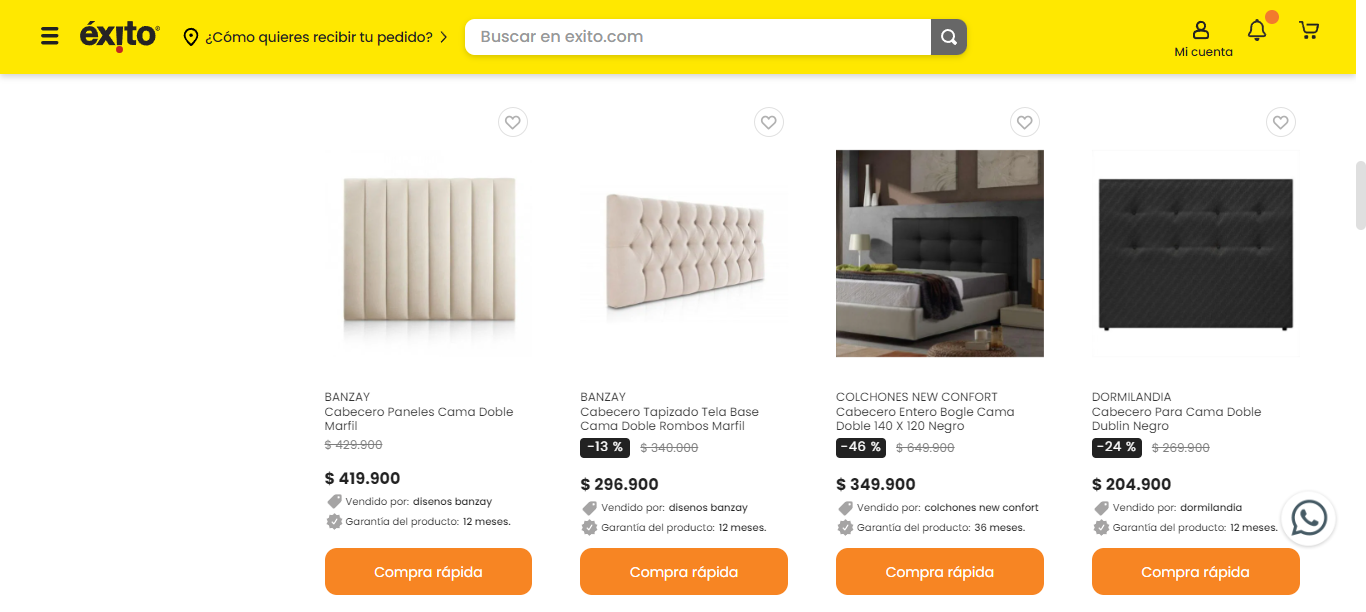 éxito
¿Cómo quieres recibir tu pedido?
Buscar en exito.com
Mi cuenta
BANZAY
Cabecero Paneles Cama Doble
Marfil
$ 429.900
$ 419.900
Vendido por: disenos banzay
Garantía del producto: 12 meses.
Compra rápida
BANZAY
Cabecero Tapizado Tela Base
Cama Doble Rombos Marfil
-13 % $ 340.000
$ 296.900
Vendido por: disenos banzay
Garantía del producto: 12 meses.
Compra rápida
COLCHONES NEW CONFORT
Cabecero Entero Bogle Cama
Doble 140 X 120 Negro
-46 % $ 649.900
$ 349.900
Vendido por: colchones new confort
Garantía del producto: 36 meses.
Compra rápida
DORMILANDIA
Cabecero Para Cama Doble
Dublin Negro
-24 % $ 269.900
$ 204.900
Vendido por: dormilandia
Garantía del producto: 12 meses.
Compra rápida